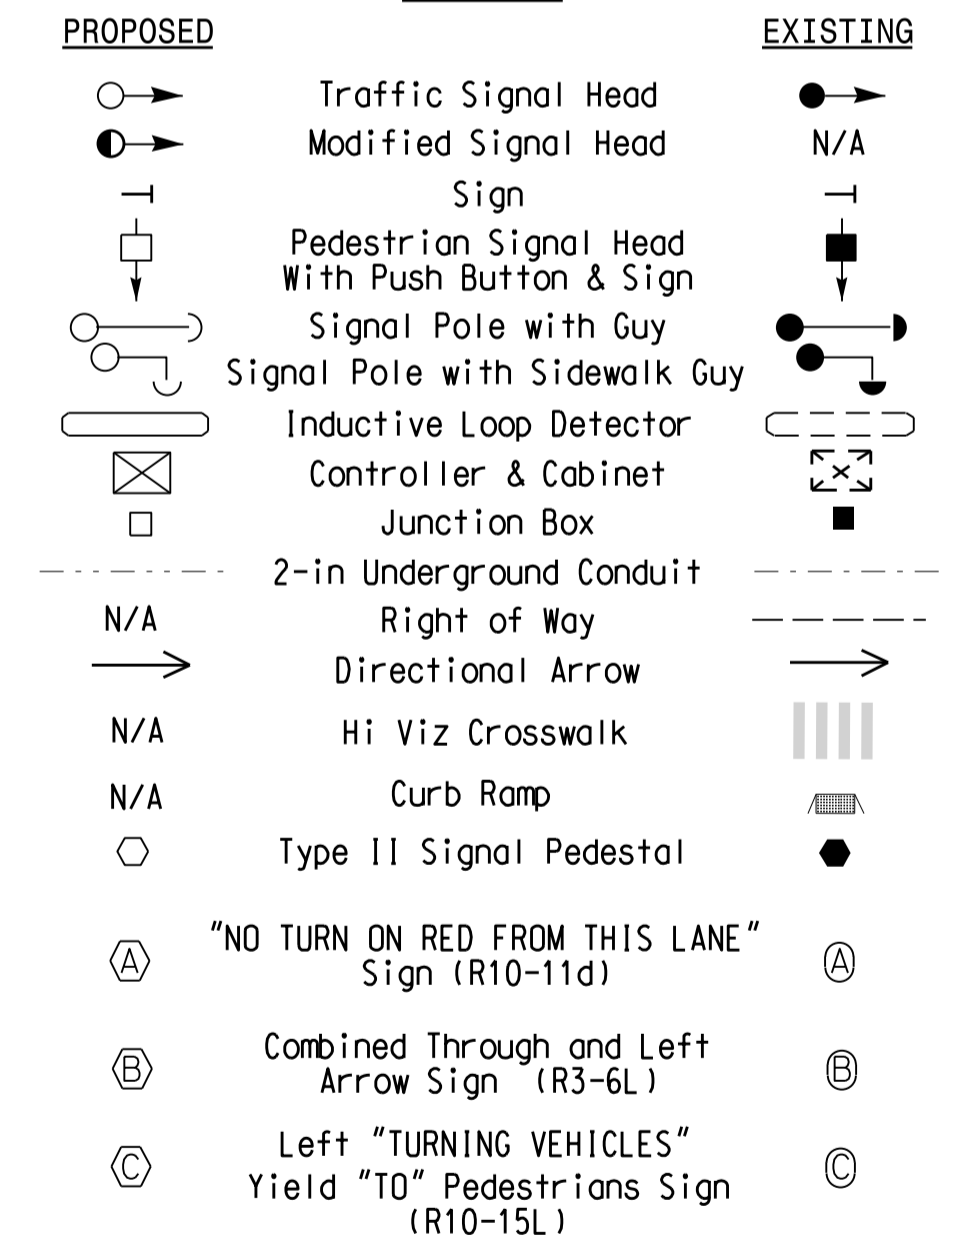 PROPOSED EXISTING
Traffic Signal Head
Modified Signal Head N/A
Sign
Pedestrian Signal Head
With Push Button & Sign
Signal Pole with Guy
Signal Pole with Sidewalk Guy
Inductive Loop Detector
Controller & Cabinet
Junction Box
2-in Underground Conduit
N/A Right of Way
Directional Arrow
N/A Hi Viz Crosswalk
N/A Curb Ramp
Type II Signal Pedestal
"NO TURN ON RED FROM THIS LANE"
A Sign (R10-11d) A
Combined Through and Left
B Arrow Sign (R3-6L) B
Left "TURNING VEHICLES"
C Yield "TO" Pedestrians Sign C
(R10-15L)